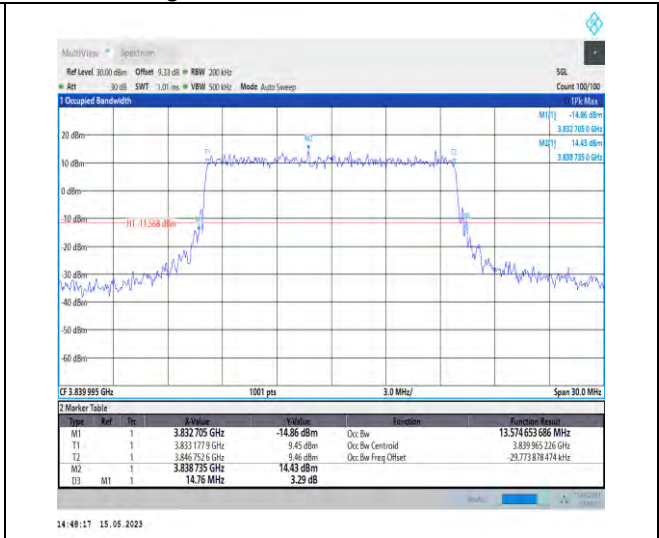 MultiView Spectrum
Ref Level 30.00 dBm Offset 9.33 dB RBW 200 kHz SGL
Att 30 dB SWT 1.01 ms VBW 500 kHz Mode Auto Sweep Count 100/100
1 Occupied Bandwidth 1Pk Max
M1[1] -14.86 dBm
3.832 705 0 GHz
M2[1] 14.43 dBm
3.838 735 0 GHz
20 dBm
M2
T1 T2
10 dBm
0 dBm
-10 dBm
H1 -11.568 dBm
-20 dBm
-30 dBm
-40 dBm
-50 dBm
-60 dBm
CF 3.839 995 GHz 1001 pts 3.0 MHz/ Span 30.0 MHz
2 Marker Table
Type Ref Trc X-Value Y-Value Function Function Result
M1 1 3.832 705 GHz -14.86 dBm Occ Bw 13.574 653 686 MHz
T1 1 3.833 177 9 GHz 9.45 dBm Occ Bw Centroid 3.839 965 226 GHz
T2 1 3.846 752 6 GHz 9.46 dBm Occ Bw Freq Offset -29.773 878 474 kHz
M2 1 3.838 735 GHz 14.43 dBm
D3 M1 1 14.76 MHz 3.29 dB
14:48:17 15.05.2023